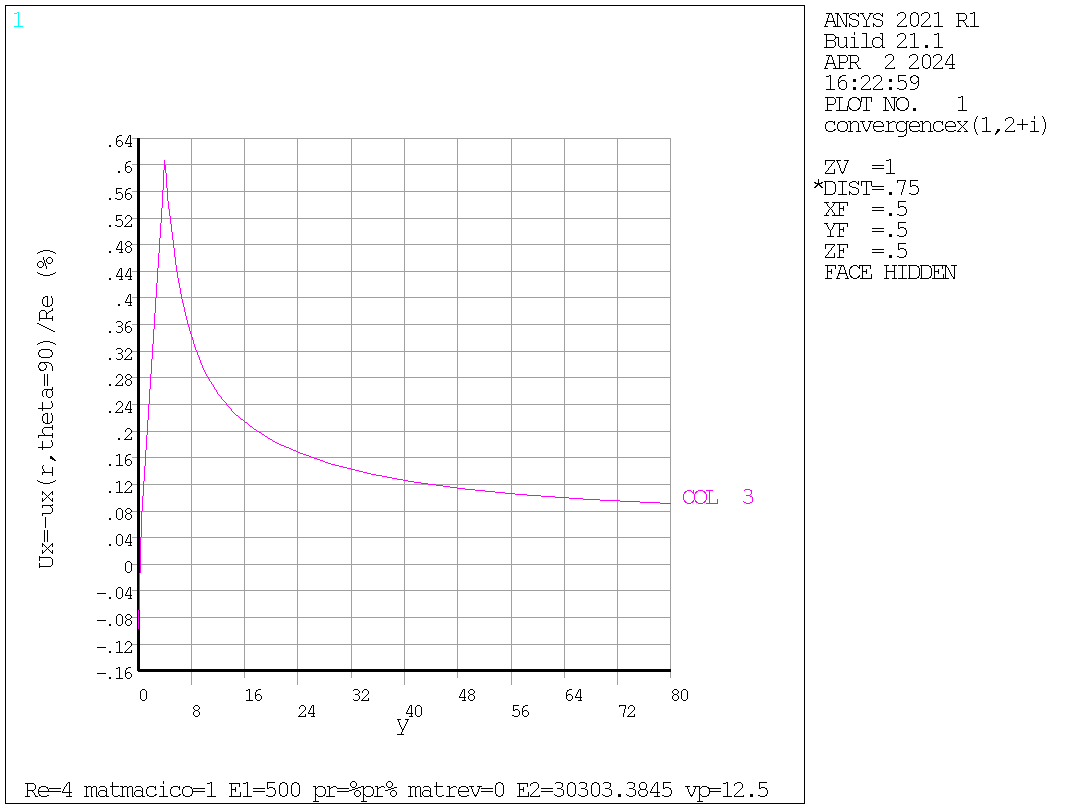 1
ANSYS 2021 R1
Build 21.1
APR  2 2024
16:22:59
PLOT NO.   1
convergencex(1,2+i)
ZV  =1
*DIST=.75
XF  =.5
YF  =.5
ZF  =.5
FACE HIDDEN
Ux=-ux(r,theta=90)/Re (%)
.64
.6
.56
.52
.48
.44
.4
.36
.32
.28
.24
.2
.16
.12
.08
.04
0
-.04
-.08
-.12
-.16
COL  3
0 16 32 48 64 80
8 24 40 56 72
y
Re=4 matmacico=1 E1=500 pr=%pr% matrev=0 E2=30303.3845 vp=12.5